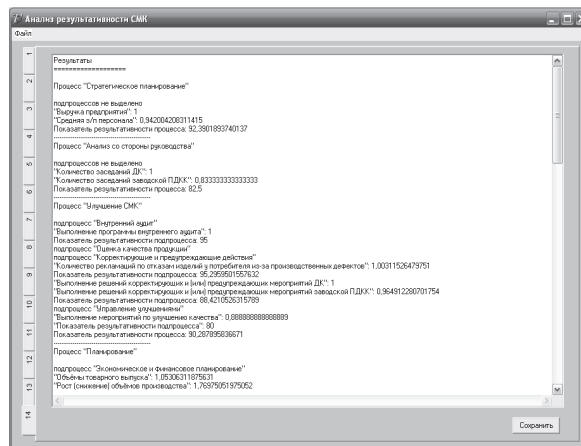 Анализ результативности СМК
Файл
1
2
3
4
5
6
7
8
9
10
11
12
13
14
Результаты
===================
Процесс "Стратегическое планирование"
подпроцессов не выделено
"Выручка предприятия": 1
"Средняя з/п персонала": 0,942004208311415
Показатель результативности процесса: 92,3901893740137
--------------------------------------------
Процесс "Анализ со стороны руководства"
подпроцессов не выделено
"Количество заседаний ДК": 1
"Количество заседаний заводской ПДКК": 0,833333333333333
Показатель результативности процесса: 82,5
--------------------------------------------
Процесс "Улучшение СМК"
подпроцесс "Внутренний аудит"
"Выполнение программы внутреннего аудита": 1
Показатель результативности подпроцесса: 95
подпроцесс "Оценка качества продукции"
подпроцесс "Корректирующие и предупреждающие действия"
"Количество рекламаций по отказам изделий у потребителя из-за производственных дефектов": 1,00311526479751
Показатель результативности подпроцесса: 95,2959501557632
"Выполнение решений корректирующих и (или) предупреждающих мероприятий ДК": 1
"Выполнение решений корректирующих и (или) предупреждающих мероприятий заводской ПДКК": 0,964912280701754
Показатель результативности подпроцесса: 88,4210526315789
подпроцесс "Управление улучшениями"
"Выполнение мероприятий по улучшению качества": 0,888888888888889
"Показатель результативности подпроцесса": 80
Показатель результативности процесса: 90,287895836671
--------------------------------------------
Процесс "Планирование"
подпроцесс "Экономическое и финансовое планирование"
"Объёмы товарного выпуска": 1,05306311875631
"Рост (снижение) объёмов производства": 1,76975051975052
Сохранить